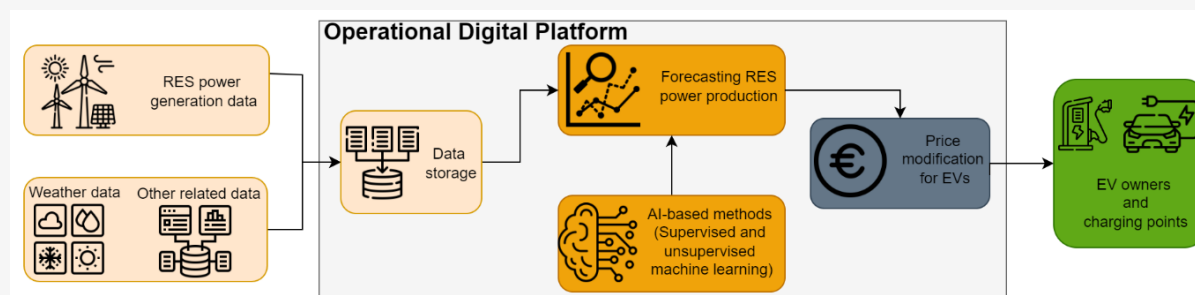 Operational Digital Platform
RES power
generation data
Weather data
Other related data
Data
storage
Forecasting RES
power production
AI-based methods
(Supervised and
unsupervised
machine learning)
Price
modification
for EVs
EV owners
and
charging points